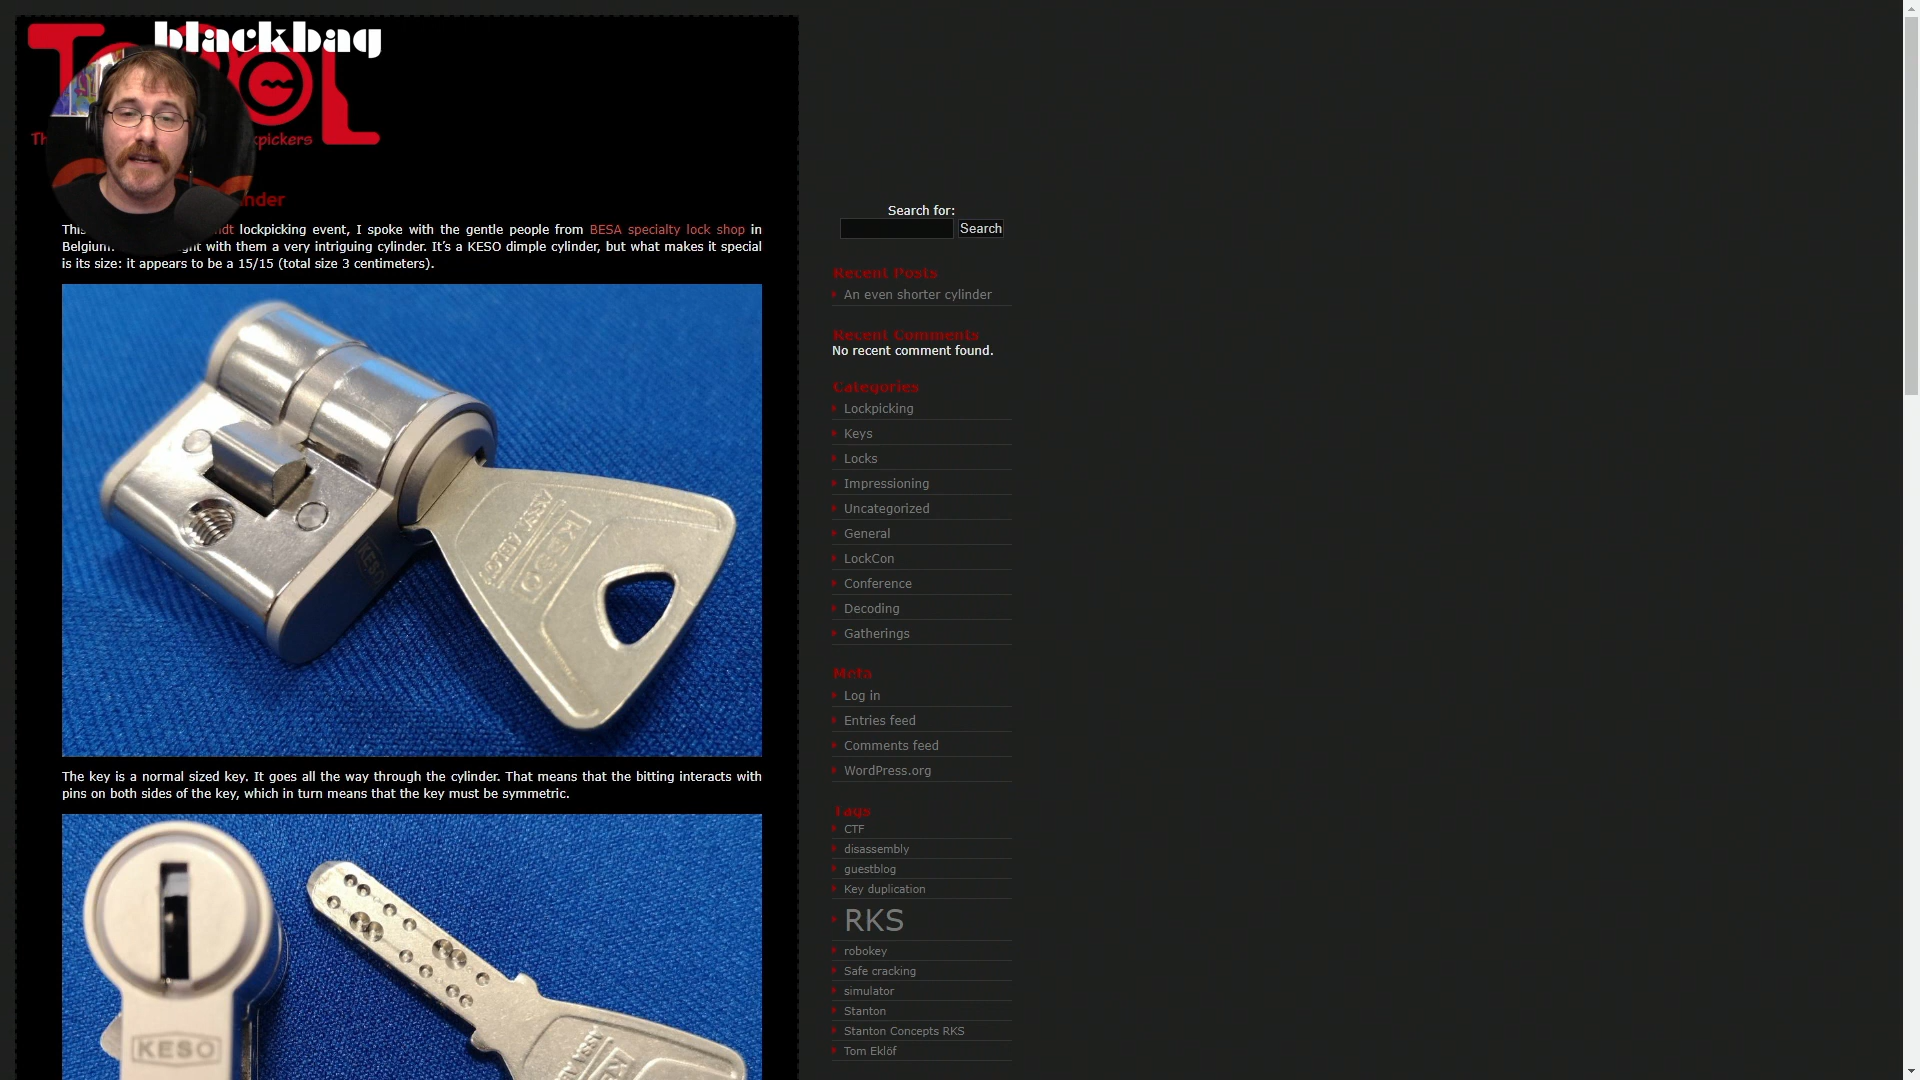 blackbag
kpickers
nder
Search for:
Search
This
ndt lockpicking event, I spoke with the gentle people from BESA specialty lock shop in
Belgium. ght with them a very intriguing cylinder. It's a KESO dimple cylinder, but what makes it special
is its size: it appears to be a 15/15 (total size 3 centimeters).
Recent Posts
An even shorter cylinder
Recent Comments
No recent comment found.
Categories
Lockpicking
Keys
Locks
Impressioning
Uncategorized
General
LockCon
Conference
Decoding
Gatherings
KESO
KESO
ASSA ABLOY
The key is a normal sized key. It goes all the way through the cylinder. That means that the bitting interacts with
pins on both sides of the key, which in turn means that the key must be symmetric.
Meta
Log in
Entries feed
Comments feed
WordPress.org
Tags
CTF
disassembly
guestblog
Key duplication
RKS
robokey
Safe cracking
simulator
Stanton
Stanton Concepts RKS
Tom Eklöf
KESO